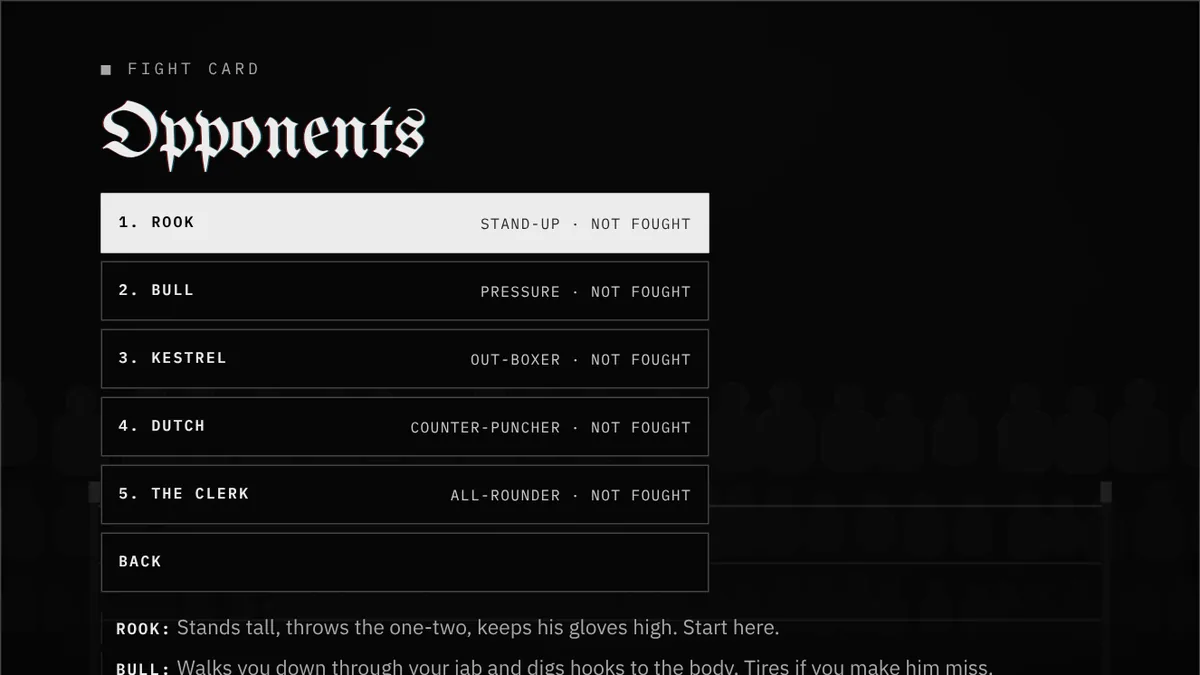 FIGHT CARD
Opponents
1. ROOK STAND-UP · NOT FOUGHT
2. BULL PRESSURE · NOT FOUGHT
3. KESTREL OUT-BOXER · NOT FOUGHT
4. DUTCH COUNTER-PUNCHER · NOT FOUGHT
5. THE CLERK ALL-ROUNDER · NOT FOUGHT
BACK
ROOK: Stands tall, throws the one-two, keeps his gloves high. Start here.
BULL: Walks you down through your jab and digs hooks to the body. Tires if you make him miss.